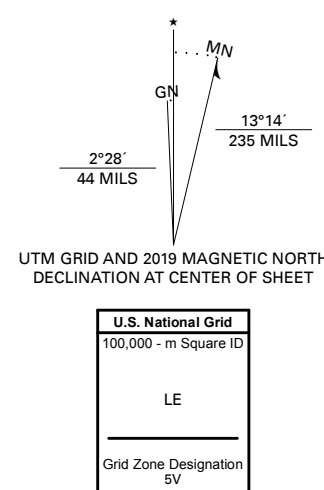 ★
MN
GN
13°14´
235 MILS
2°28´
44 MILS
UTM GRID AND 2019 MAGNETIC NORTH
DECLINATION AT CENTER OF SHEET
U.S. National Grid
100,000 - m Square ID
LE
Grid Zone Designation
5V